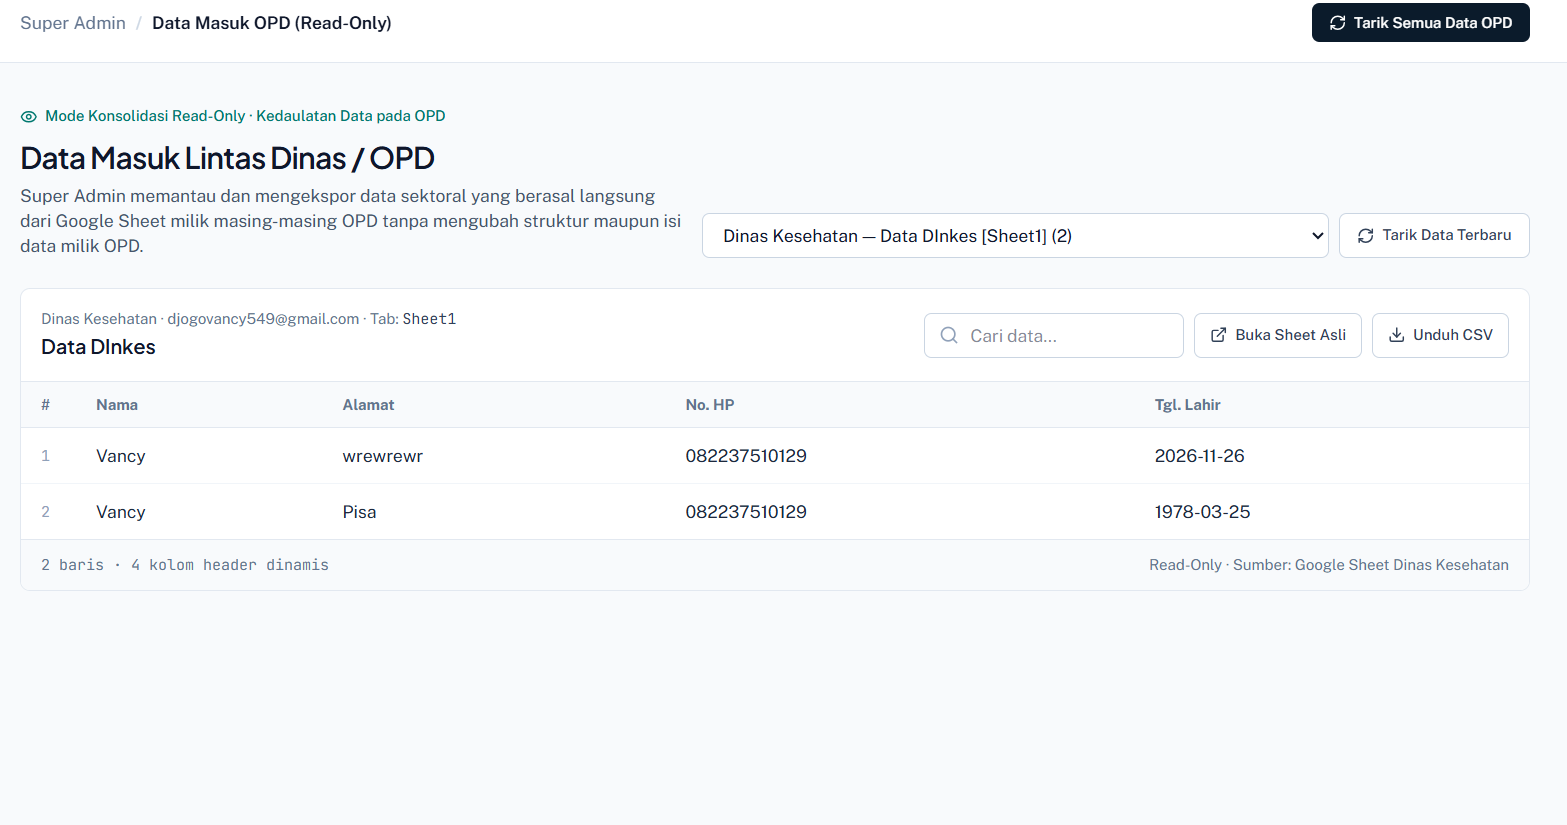 Super Admin / Data Masuk OPD (Read-Only)
Tarik Semua Data OPD
Mode Konsolidasi Read-Only · Kedaulatan Data pada OPD
Data Masuk Lintas Dinas / OPD
Super Admin memantau dan mengekspor data sektoral yang berasal langsung
dari Google Sheet milik masing-masing OPD tanpa mengubah struktur maupun isi
data milik OPD.
Dinas Kesehatan — Data DInkes [Sheet1] (2)
Tarik Data Terbaru
Dinas Kesehatan · djogovancy549@gmail.com · Tab: Sheet1
Data DInkes
Cari data...
Buka Sheet Asli
Unduh CSV
# Nama Alamat No. HP Tgl. Lahir
1 Vancy wrewrewr 082237510129 2026-11-26
2 Vancy Pisa 082237510129 1978-03-25
2 baris · 4 kolom header dinamis
Read-Only · Sumber: Google Sheet Dinas Kesehatan